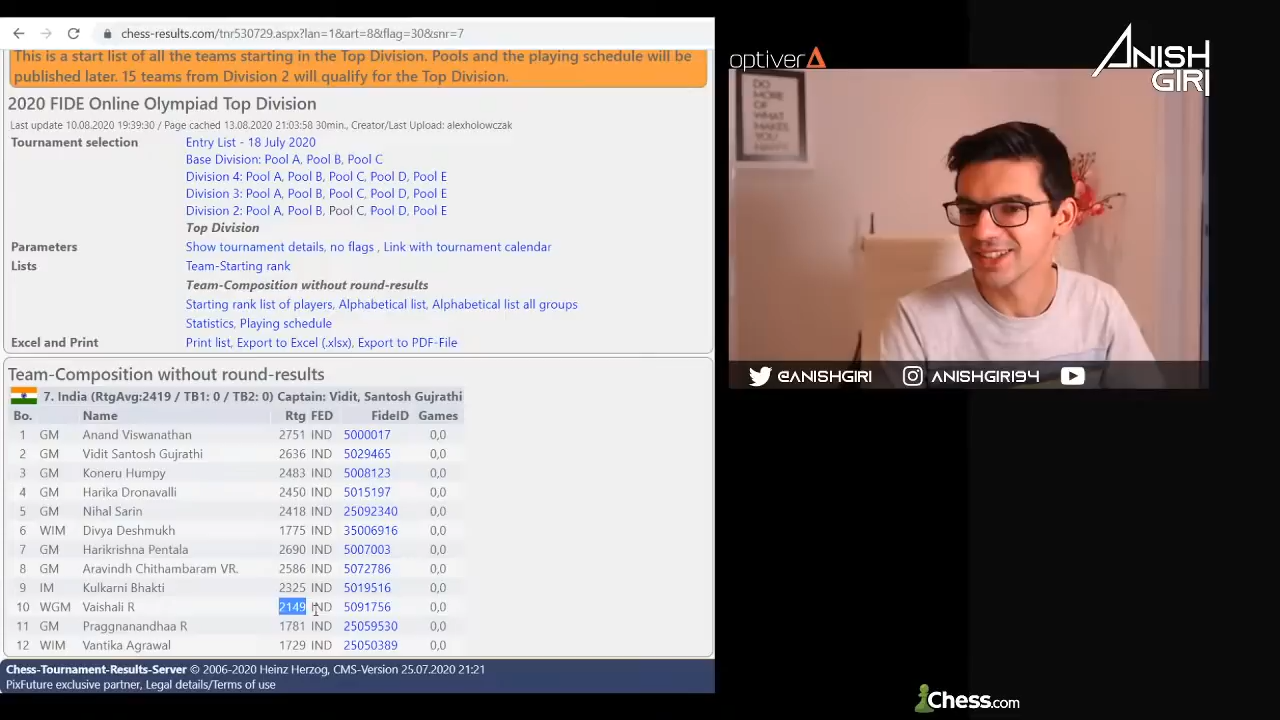 chess-results.com/tnr530729.aspx?lan=1&art=8&flag=30&snr=7
This is a start list of all the teams starting in the Top Division. Pools and the playing schedule will be
published later. 15 teams from Division 2 will qualify for the Top Division.
2020 FIDE Online Olympiad Top Division
Last update 10.08.2020 19:39:30 / Page cached 13.08.2020 21:03:58 30min., Creator/Last Upload: alexholowczak
Tournament selection Entry List - 18 July 2020
Base Division: Pool A, Pool B, Pool C
Division 4: Pool A, Pool B, Pool C, Pool D, Pool E
Division 3: Pool A, Pool B, Pool C, Pool D, Pool E
Division 2: Pool A, Pool B, Pool C, Pool D, Pool E
Top Division
Parameters Show tournament details, no flags , Link with tournament calendar
Lists Team-Starting rank
Team-Composition without round-results
Starting rank list of players, Alphabetical list, Alphabetical list all groups
Statistics, Playing schedule
Excel and Print Print list, Export to Excel (.xlsx), Export to PDF-File
Team-Composition without round-results
7. India (RtgAvg:2419 / TB1: 0 / TB2: 0) Captain: Vidit, Santosh Gujrathi
Bo. Name Rtg FED FideID Games
1 GM Anand Viswanathan 2751 IND 5000017 0,0
2 GM Vidit Santosh Gujrathi 2636 IND 5029465 0,0
3 GM Koneru Humpy 2483 IND 5008123 0,0
4 GM Harika Dronavalli 2450 IND 5015197 0,0
5 GM Nihal Sarin 2418 IND 25092340 0,0
6 WIM Divya Deshmukh 1775 IND 35006916 0,0
7 GM Harikrishna Pentala 2690 IND 5007003 0,0
8 GM Aravindh Chithambaram VR. 2586 IND 5072786 0,0
9 IM Kulkarni Bhakti 2325 IND 5019516 0,0
10 WGM Vaishali R 2149 IND 5091756 0,0
11 GM Praggnanandhaa R 1781 IND 25059530 0,0
12 WIM Vantika Agrawal 1729 IND 25050389 0,0
Chess-Tournament-Results-Server © 2006-2020 Heinz Herzog, CMS-Version 25.07.2020 21:21
PixFuture exclusive partner, Legal details/Terms of use
optiver
ANISH
GIRI
DO
MORE
OF
WHAT
MAKES
YOU
HAPPY
@ANISHGIRI ANISHGIRI94
Chess.com